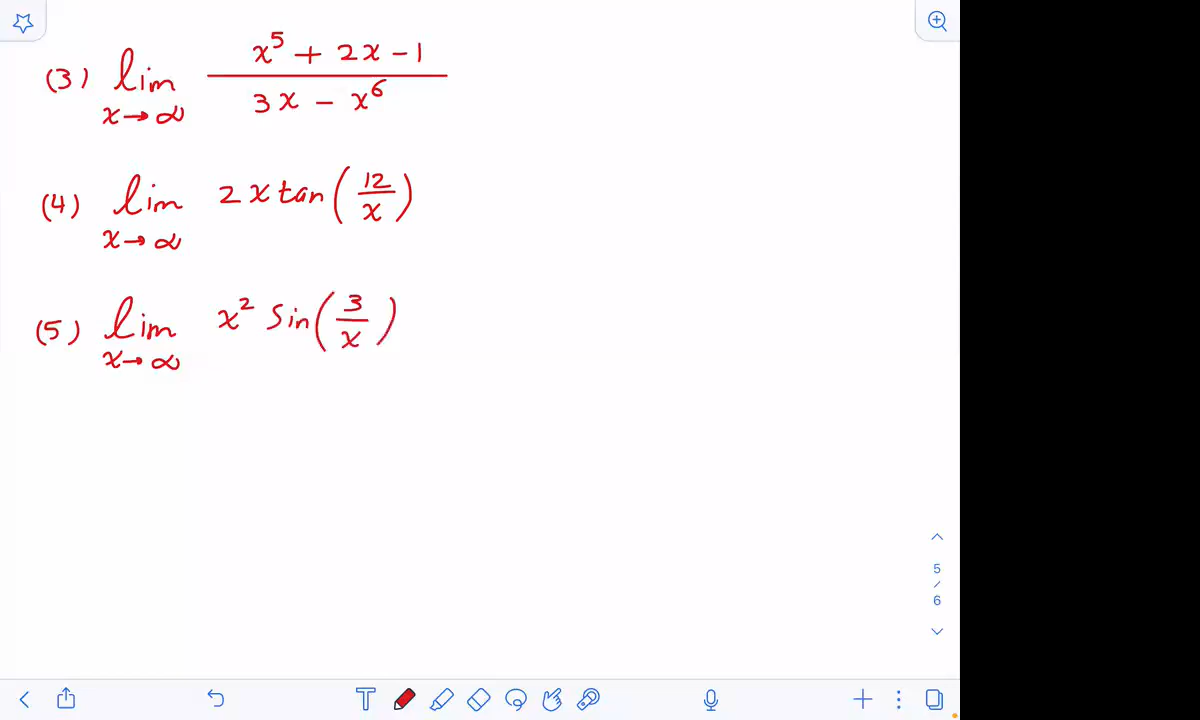 (3) lim x→∞ (x⁵ + 2x − 1)/(3x − x⁶)
(4) lim x→∞ 2x tan(12/x)
(5) lim x→∞ x² sin(3/x)
5
/
6